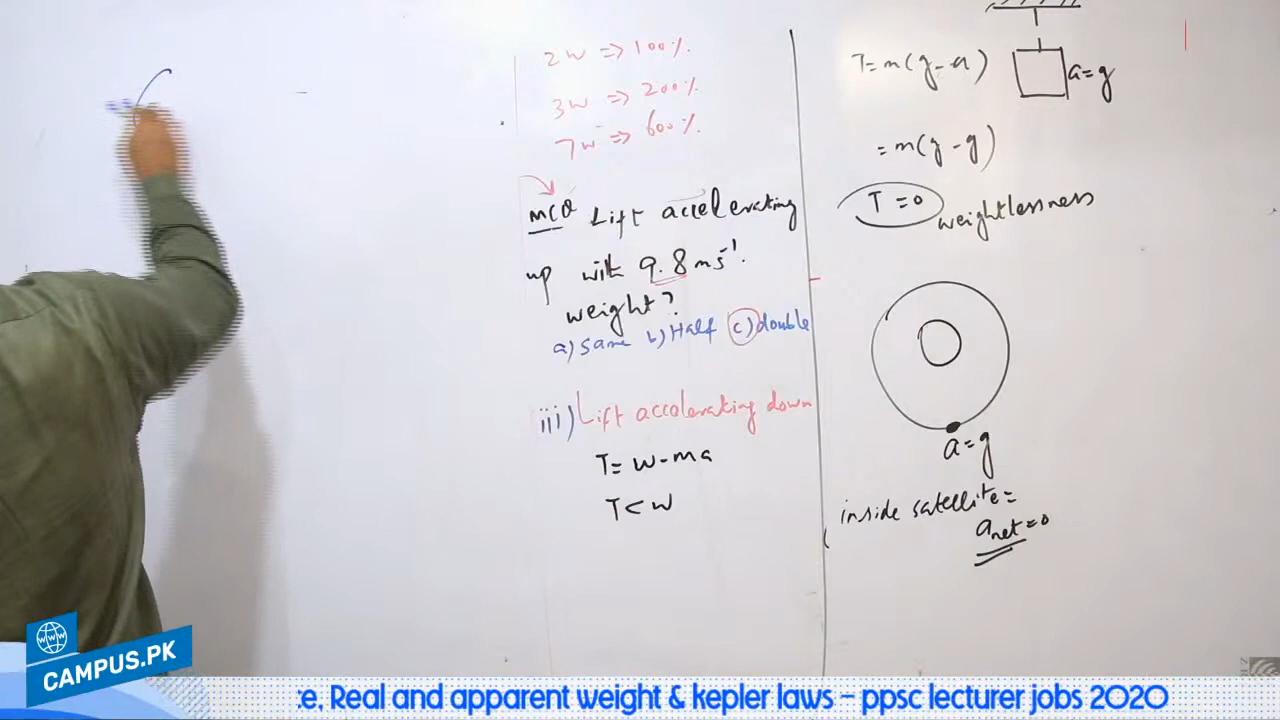 2w => 100%
3w => 200%
7w => 600%
MCQ Lift accelerating
up with 9.8 ms⁻¹.
weight?
a) Same b) Half c) double
iii) Lift accelerating down
T = w - ma
T < w
T = m(g - a)
a = g
= m(g - g)
T = 0
weightlessness
a = g
inside satellite =
a net = 0
WWW
CAMPUS.PK
e. Real and apparent weight & kepler laws – ppsc lecturer jobs 2020